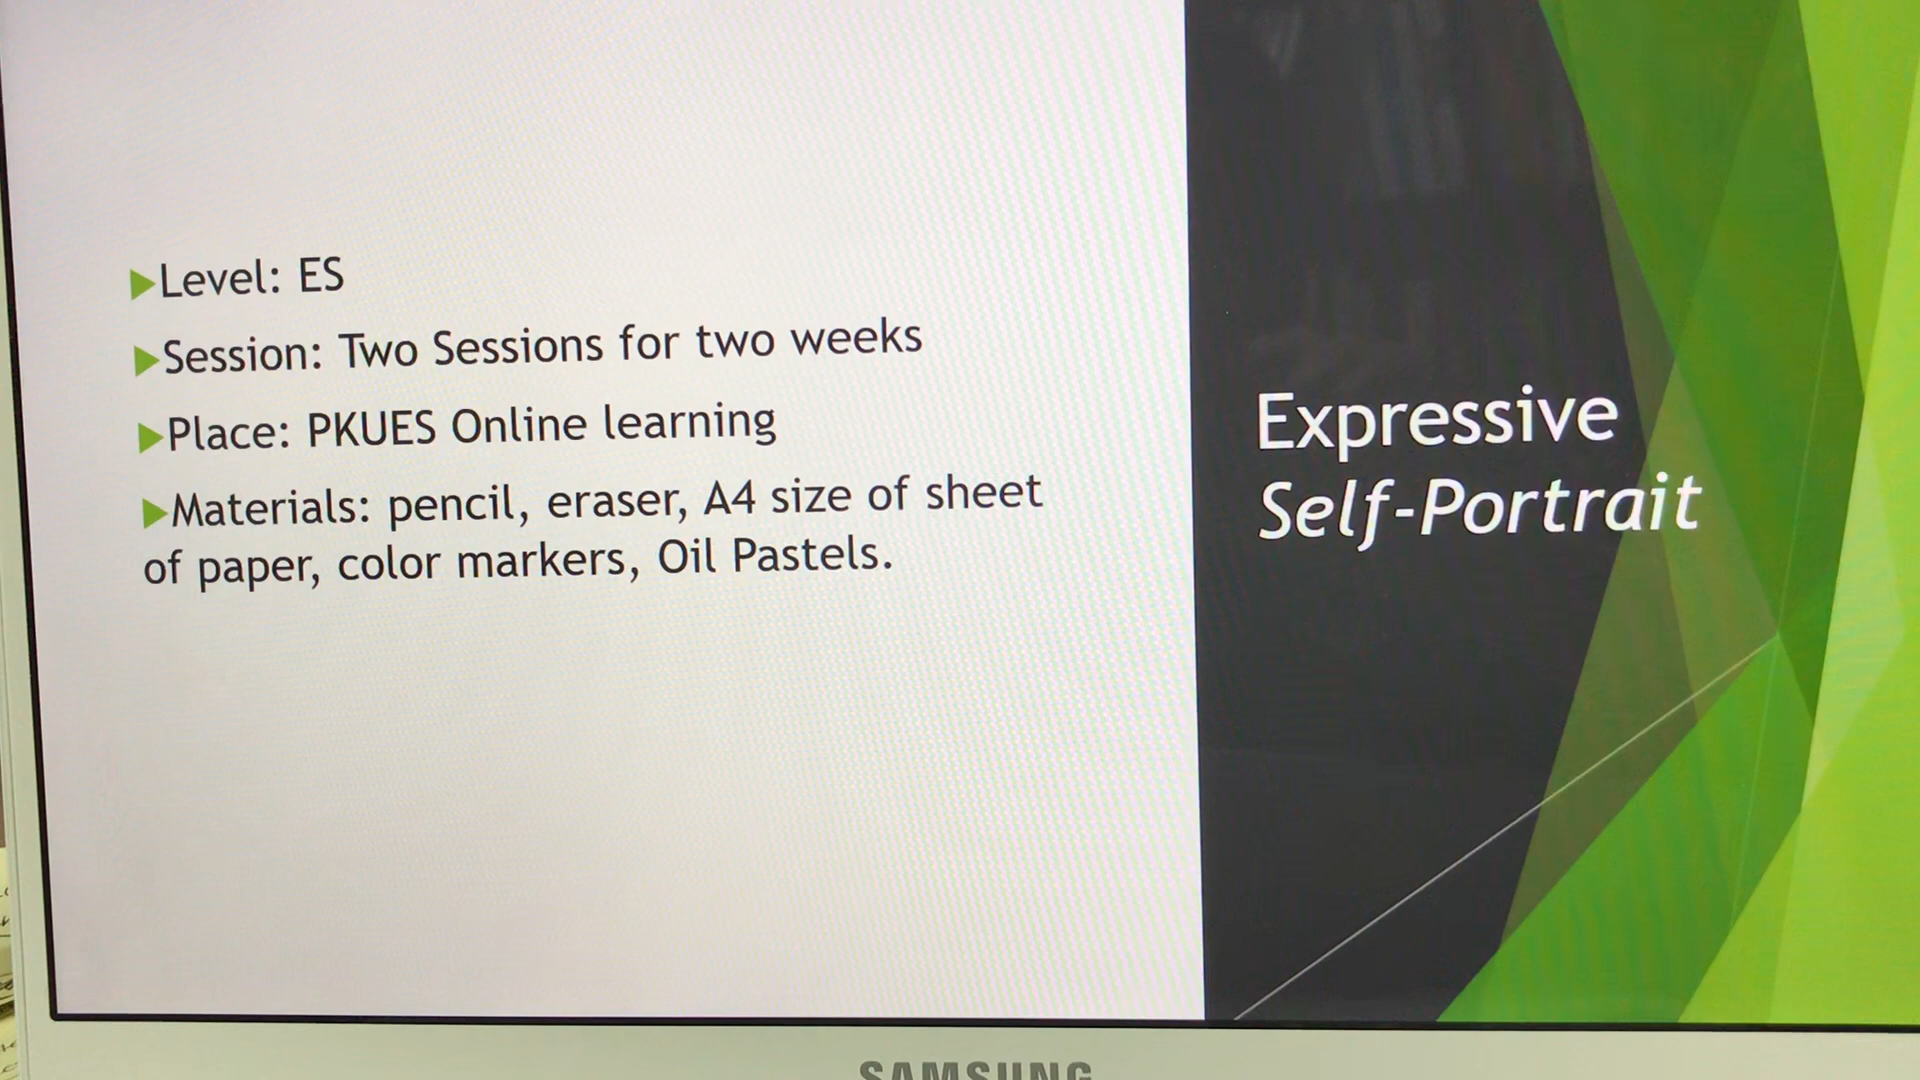 Level: ES
Session: Two Sessions for two weeks
Place: PKUES Online learning
Materials: pencil, eraser, A4 size of sheet
of paper, color markers, Oil Pastels.
Expressive
Self-Portrait
SAMSUNG